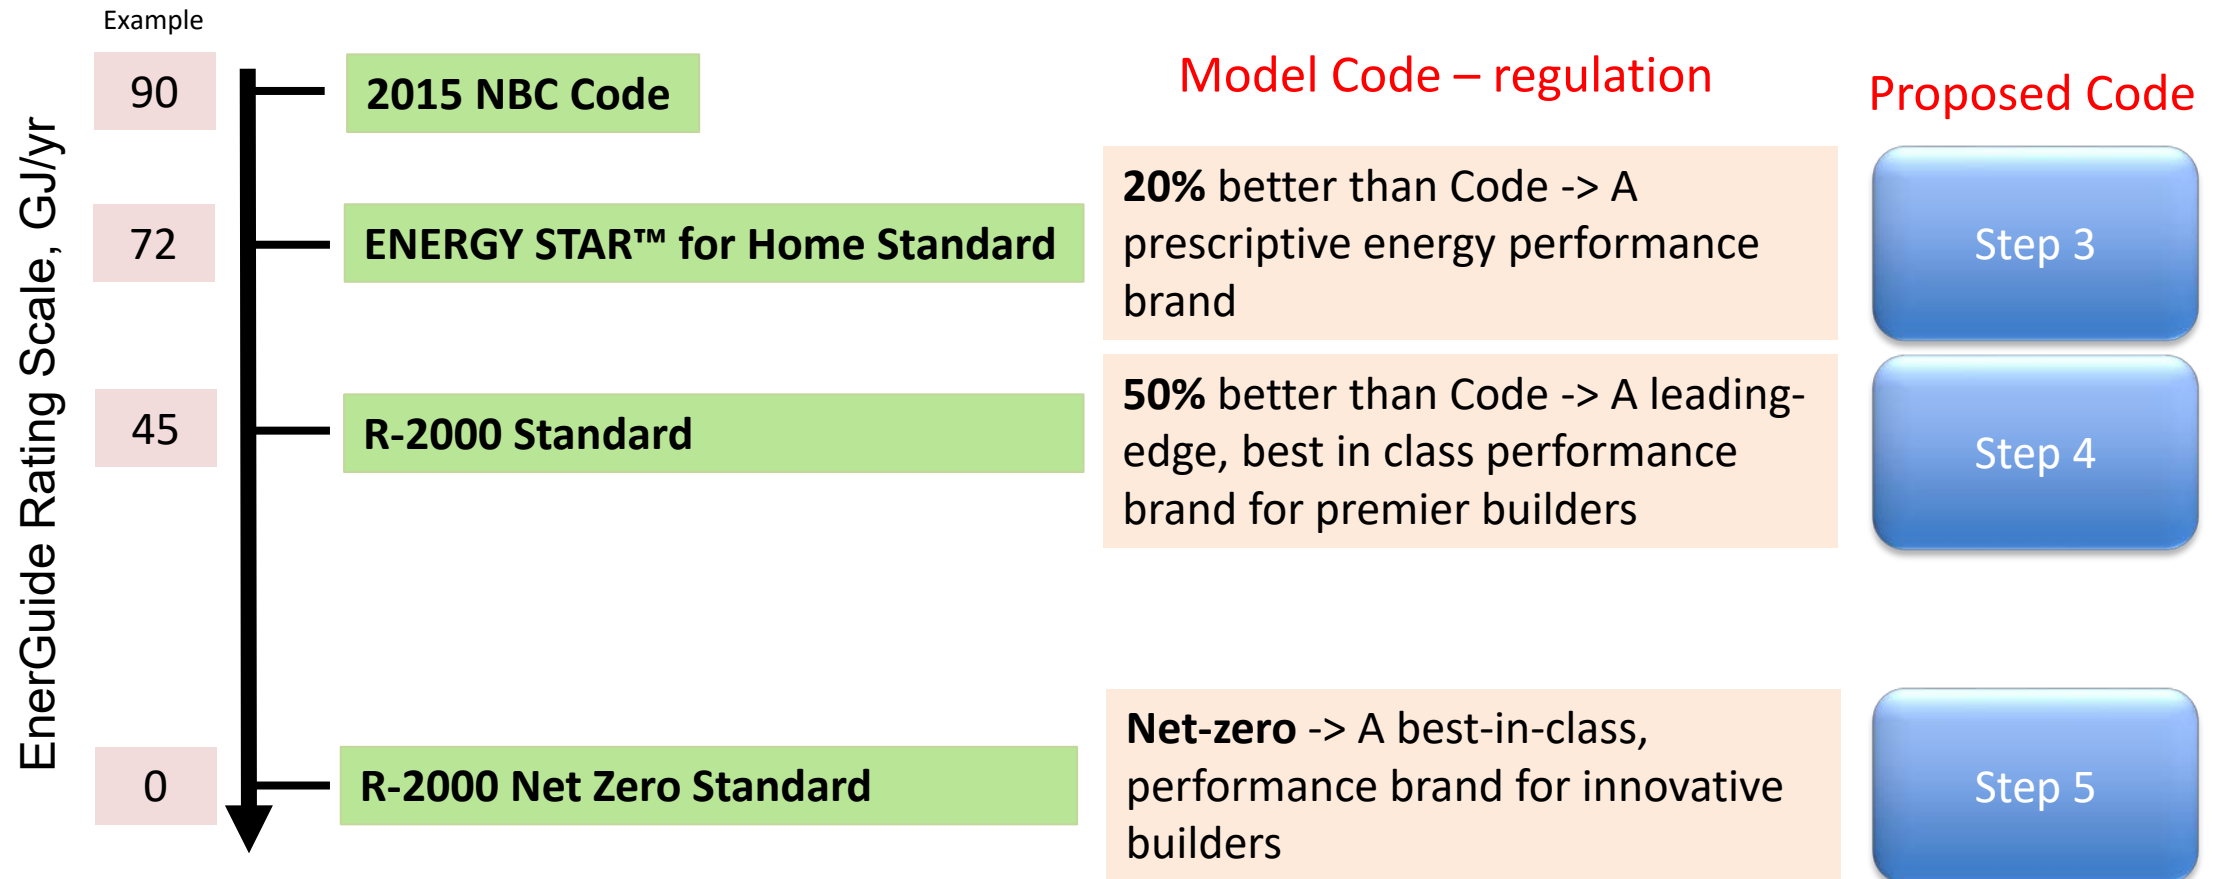 Example
EnerGuide Rating Scale, GJ/yr
90
2015 NBC Code
Model Code – regulation
Proposed Code
72
ENERGY STAR™ for Home Standard
20% better than Code -> A
prescriptive energy performance
brand
Step 3
45
R-2000 Standard
50% better than Code -> A leading-
edge, best in class performance
brand for premier builders
Step 4
0
R-2000 Net Zero Standard
Net-zero -> A best-in-class,
performance brand for innovative
builders
Step 5